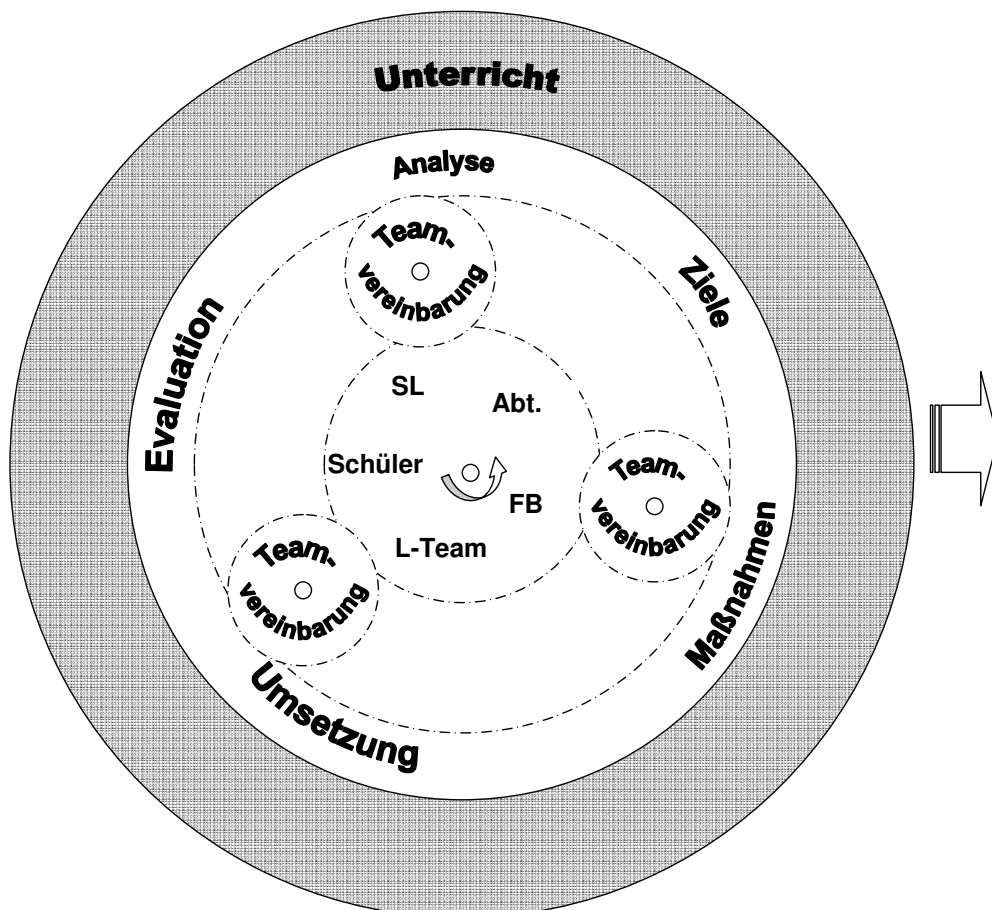 Unterricht
Analyse
Team-
vereinbarung
Ziele
Evaluation
SL
Abt.
Schüler
FB
L-Team
Team-
vereinbarung
Team-
vereinbarung
Maßnahmen
Umsetzung